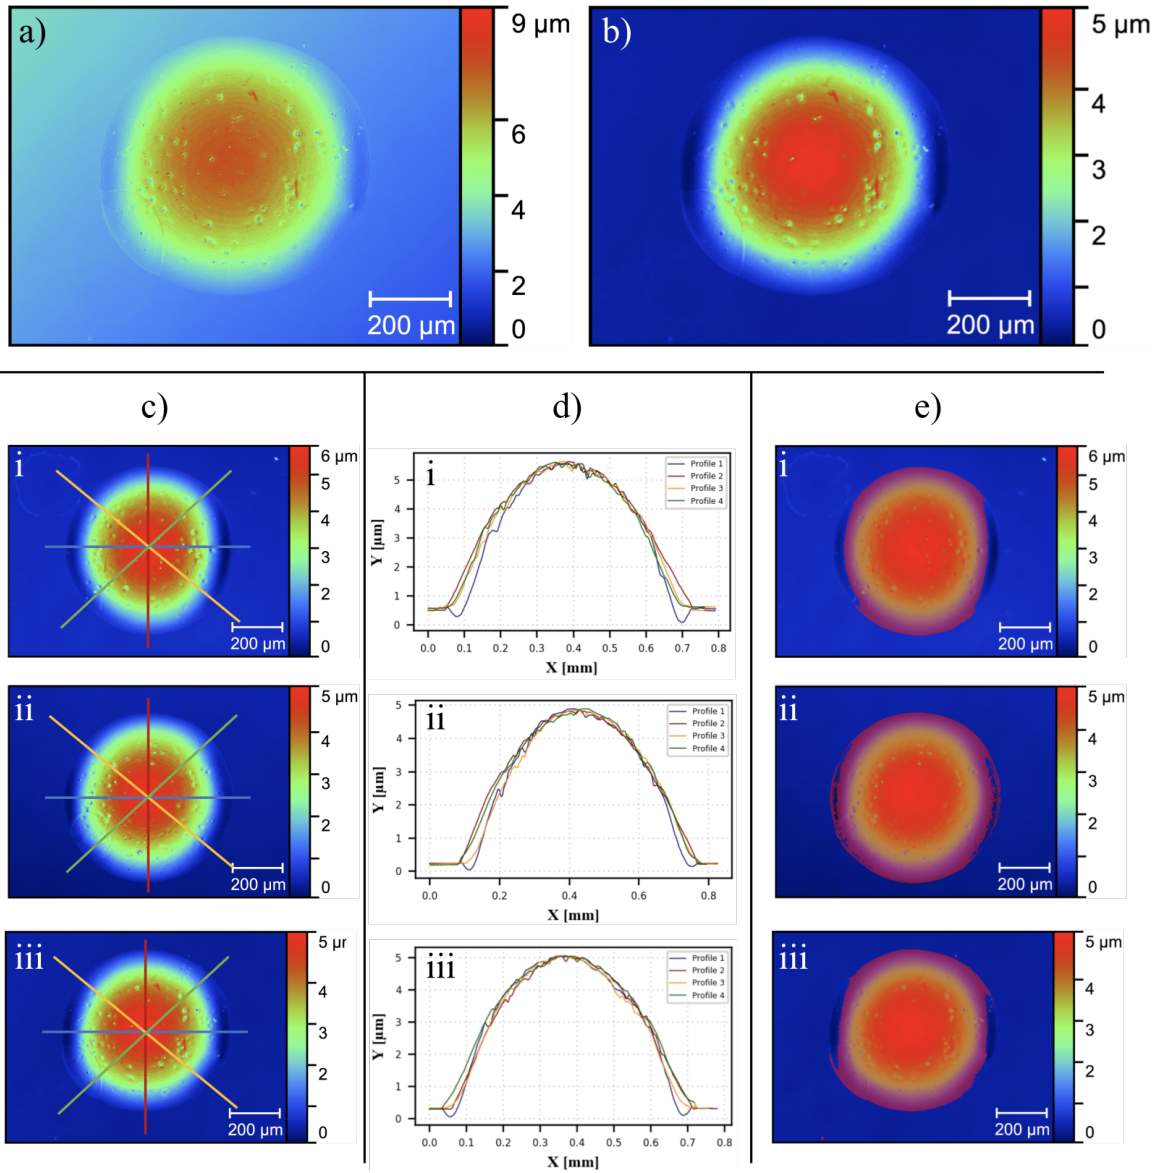 a)
9 µm
6
4
2
0
200 µm
b)
5 µm
4
3
2
0
200 µm
c)
d)
e)
i
6 µm
5
4
3
2
0
200 µm
i
Profile 1
Profile 2
Profile 3
Profile 4
5
4
3
2
1
0
Y [µm]
0.0 0.1 0.2 0.3 0.4 0.5 0.6 0.7 0.8
X [mm]
i
6 µm
5
4
3
2
0
200 µm
ii
5 µm
4
3
2
0
200 µm
ii
Profile 1
Profile 2
Profile 3
Profile 4
5
4
3
2
1
0
Y [µm]
0.0 0.2 0.4 0.6 0.8
X [mm]
ii
5 µm
4
3
2
0
200 µm
iii
5 µr
4
3
2
0
200 µm
iii
Profile 1
Profile 2
Profile 3
Profile 4
5
4
3
2
1
0
Y [µm]
0.0 0.1 0.2 0.3 0.4 0.5 0.6 0.7 0.8
X [mm]
iii
5 µm
4
3
2
0
200 µm